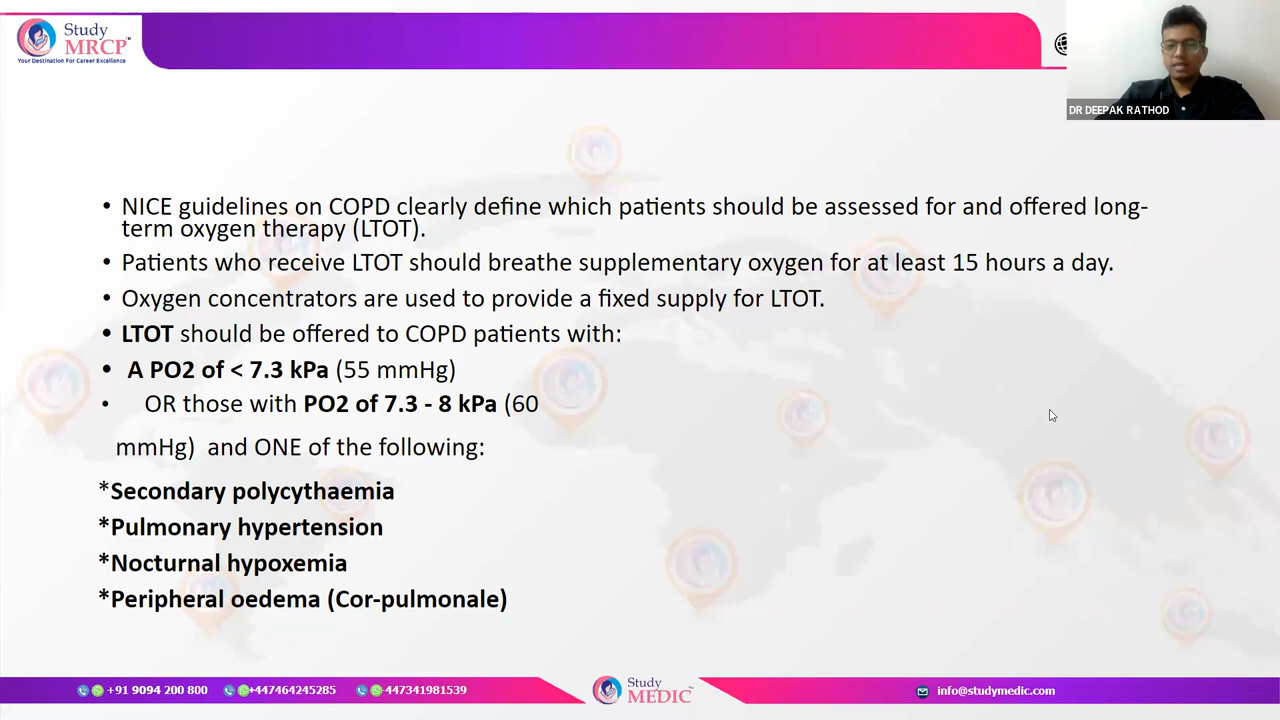 Study
MRCP™
Your Destination For Career Excellence
DR DEEPAK RATHOD
• NICE guidelines on COPD clearly define which patients should be assessed for and offered long-
term oxygen therapy (LTOT).
• Patients who receive LTOT should breathe supplementary oxygen for at least 15 hours a day.
• Oxygen concentrators are used to provide a fixed supply for LTOT.
• LTOT should be offered to COPD patients with:
• A PO2 of < 7.3 kPa (55 mmHg)
• OR those with PO2 of 7.3 - 8 kPa (60
mmHg) and ONE of the following:
*Secondary polycythaemia
*Pulmonary hypertension
*Nocturnal hypoxemia
*Peripheral oedema (Cor-pulmonale)
+91 9094 200 800 +447464245285 +447341981539
Study
MEDIC™
info@studymedic.com